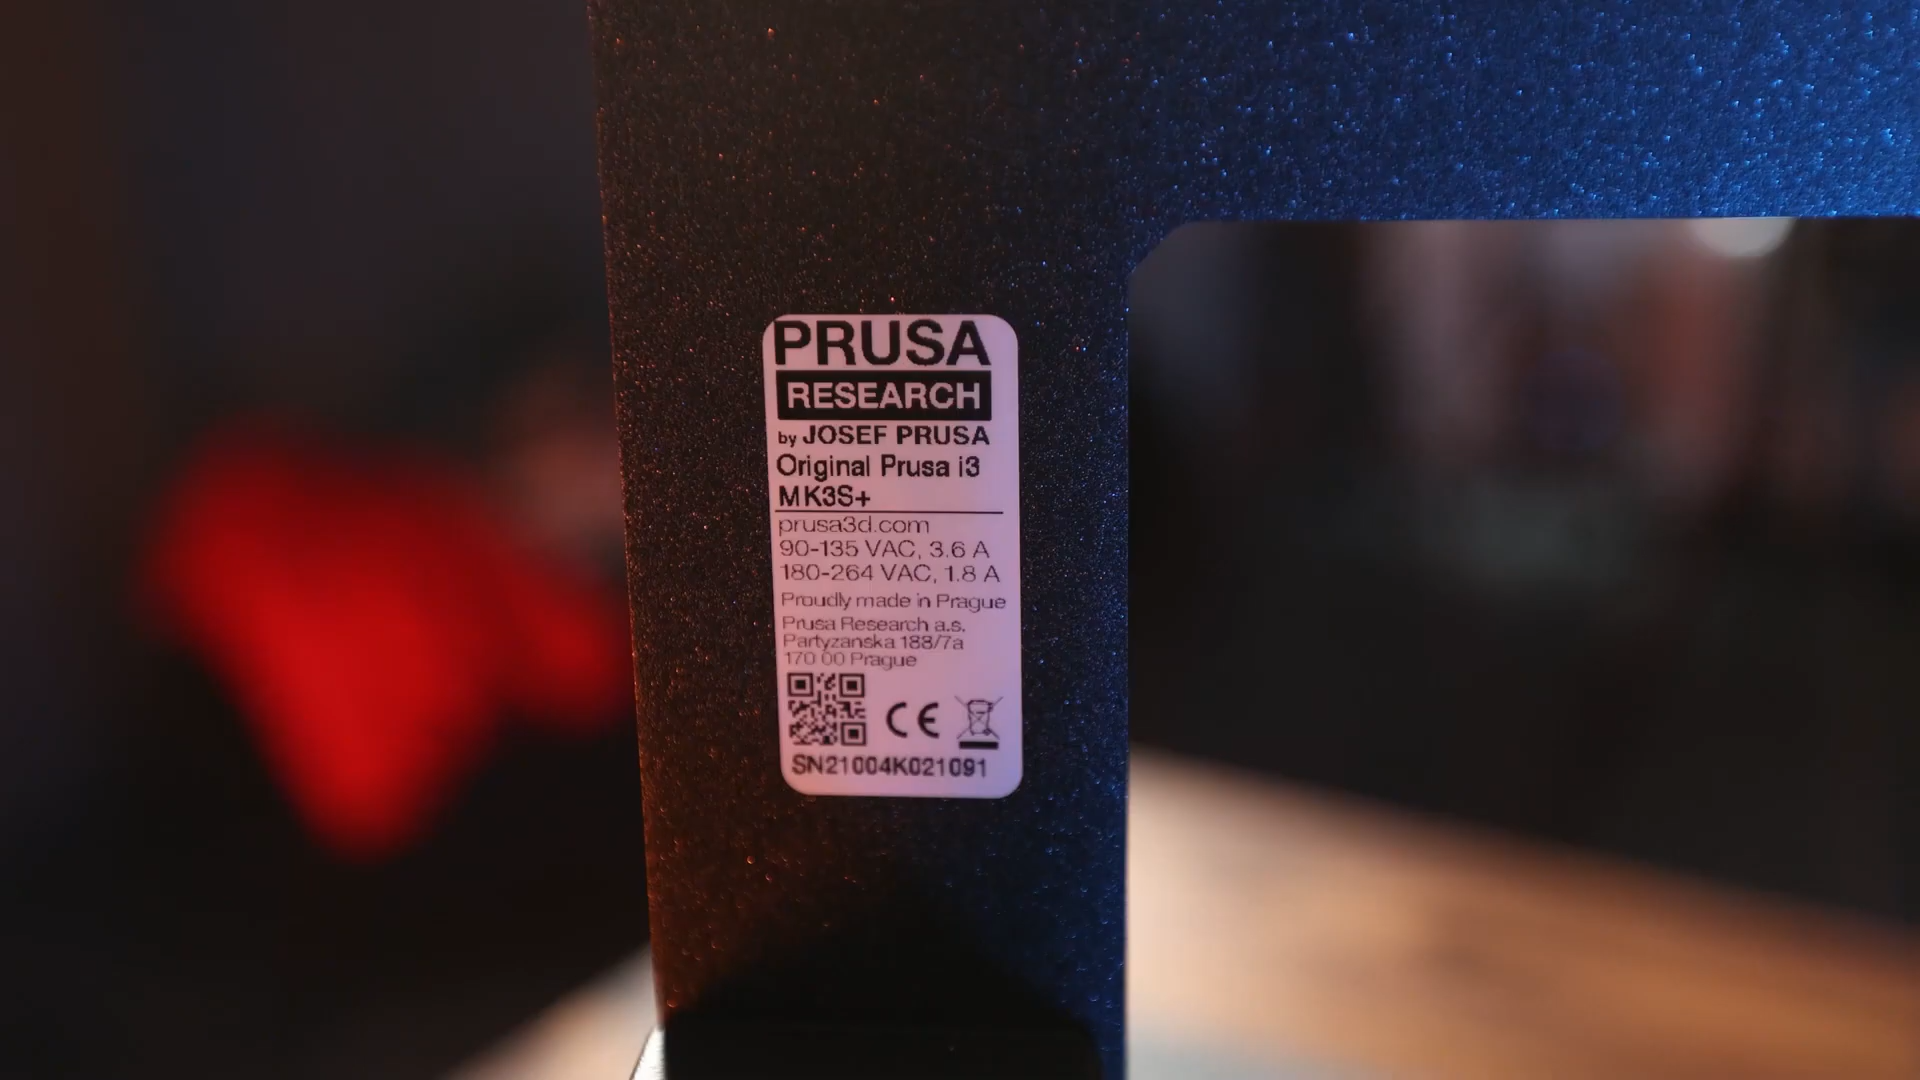 PRUSA
RESEARCH
by JOSEF PRUSA
Original Prusa i3
MK3S+
prusa3d.com
90-135 VAC, 3.6 A
180-264 VAC, 1.8 A
Proudly made in Prague
Prusa Research a.s.
Partyzanska 188/7a
170 00 Prague
CE
SN21004K021091